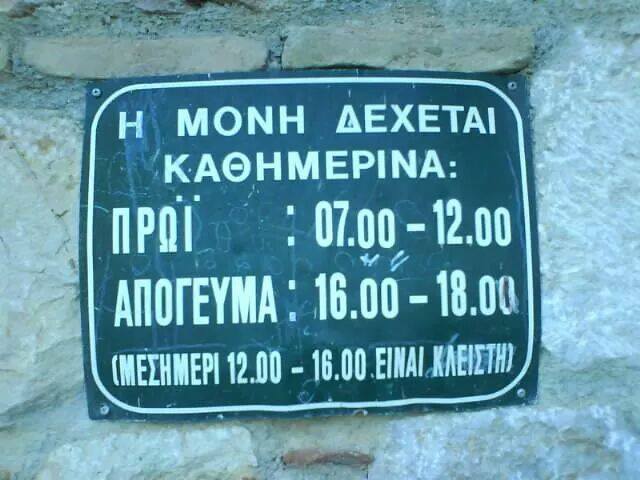 Η ΜΟΝΗ ΔΕΧΕΤΑΙ
ΚΑΘΗΜΕΡΙΝΑ:
ΠΡΩΪ : 07.00 – 12.00
ΑΠΟΓΕΥΜΑ : 16.00 – 18.00
(ΜΕΣΗΜΕΡΙ 12.00 – 16.00 ΕΙΝΑΙ ΚΛΕΙΣΤΗ)